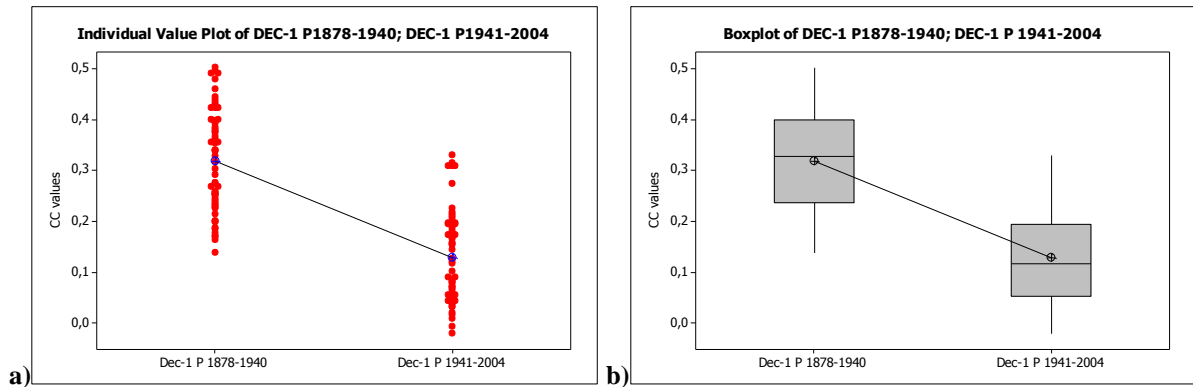 Individual Value Plot of DEC-1 P1878-1940; DEC-1 P1941-2004
0,5
0,4
0,3
0,2
0,1
0,0
CC values
Dec-1 P 1878-1940
Dec-1 P 1941-2004
a)
Boxplot of DEC-1 P1878-1940; DEC-1 P 1941-2004
0,5
0,4
0,3
0,2
0,1
0,0
CC values
Dec-1 P 1878-1940
Dec-1 P 1941-2004
b)